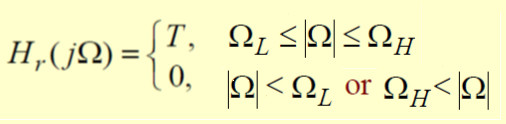 H_r(jΩ) = { T, Ω_L ≤ |Ω| ≤ Ω_H
0, |Ω| < Ω_L or Ω_H < |Ω|